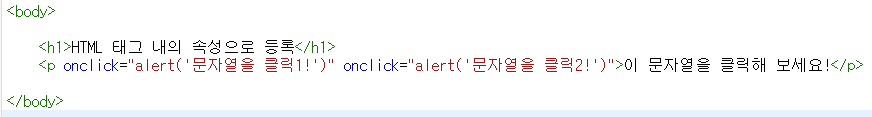 <body>
<h1>HTML 태그 내의 속성으로 등록</h1>
<p onclick="alert('문자열을 클릭1!')" onclick="alert('문자열을 클릭2!')">이 문자열을 클릭해 보세요!</p>
</body>